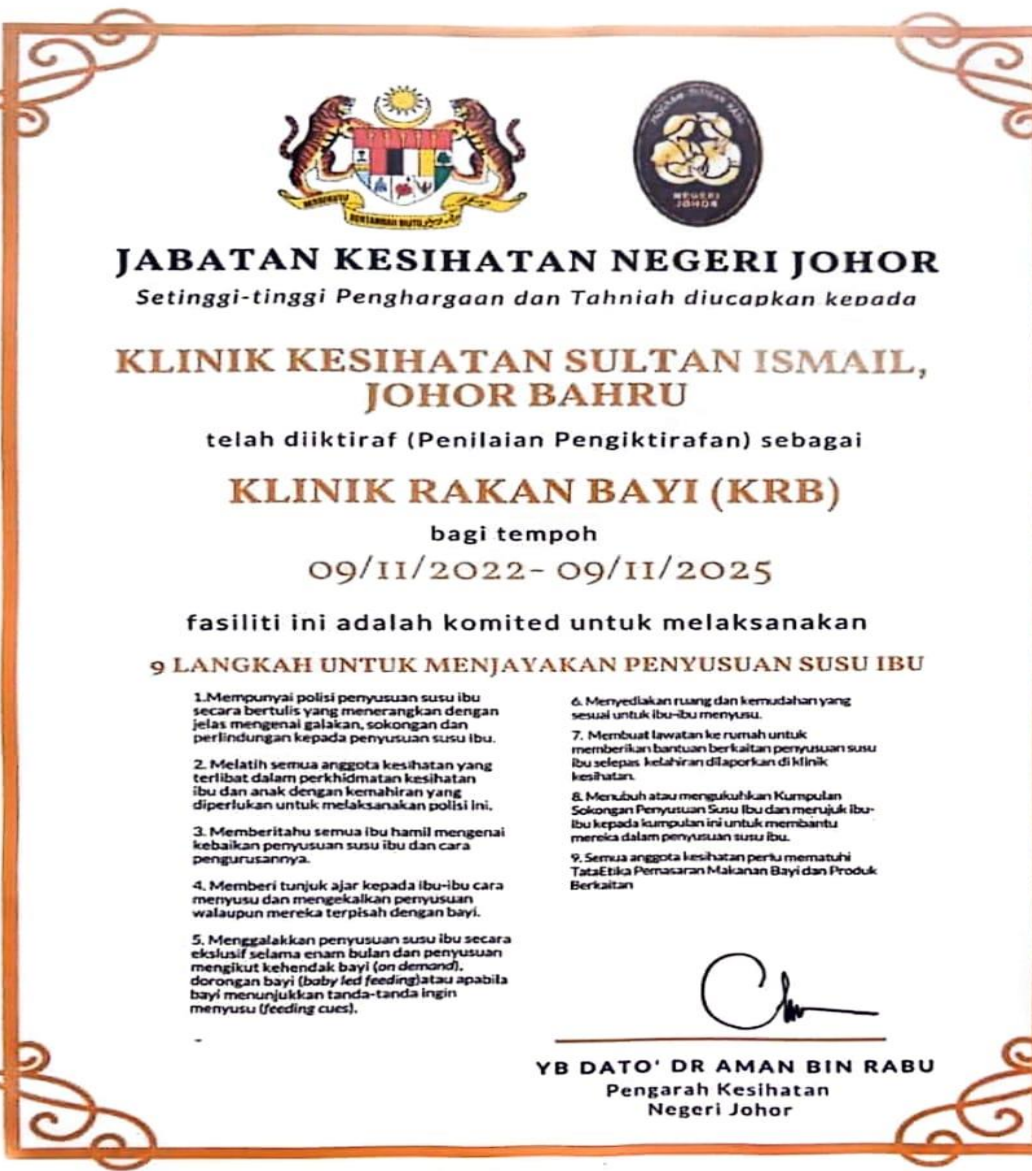 NEGERI
JOHOR
JABATAN KESIHATAN NEGERI JOHOR
Setinggi-tinggi Penghargaan dan Tahniah diucapkan kepada
KLINIK KESIHATAN SULTAN ISMAIL,
JOHOR BAHRU
telah diiktiraf (Penilaian Pengiktirafan) sebagai
KLINIK RAKAN BAYI (KRB)
bagi tempoh
09/11/2022- 09/11/2025
fasiliti ini adalah komited untuk melaksanakan
9 LANGKAH UNTUK MENJAYAKAN PENYUSUAN SUSU IBU
1.Mempunyai polisi penyusuan susu ibu
secara bertulis yang menerangkan dengan
jelas mengenai galakan, sokongan dan
perlindungan kepada penyusuan susu ibu.
2. Melatih semua anggota kesihatan yang
terlibat dalam perkhidmatan kesihatan
ibu dan anak dengan kemahiran yang
diperlukan untuk melaksanakan polisi ini.
3. Memberitahu semua ibu hamil mengenai
kebaikan penyusuan susu ibu dan cara
pengurusannya.
4. Memberi tunjuk ajar kepada ibu-ibu cara
menyusu dan mengekalkan penyusuan
walaupun mereka terpisah dengan bayi.
5. Menggalakkan penyusuan susu ibu secara
ekslusif selama enam bulan dan penyusuan
mengikut kehendak bayi (on demand),
dorongan bayi (baby led feeding)atau apabila
bayi menunjukkan tanda-tanda ingin
menyusu (feeding cues).
6. Menyediakan ruang dan kemudahan yang
sesuai untuk ibu-ibu menyusu.
7. Membuat lawatan ke rumah untuk
memberikan bantuan berkaitan penyusuan susu
ibu selepas kelahiran dilaporkan di klinik
kesihatan.
8. Menubuh atau mengukuhkan Kumpulan
Sokongan Penyusuan Susu Ibu dan merujuk ibu-
ibu kepada kumpulan ini untuk membantu
mereka dalam penyusuan susu ibu.
9. Semua anggota kesihatan perlu mematuhi
TataEtika Pemasaran Makanan Bayi dan Produk
Berkaitan
YB DATO' DR AMAN BIN RABU
Pengarah Kesihatan
Negeri Johor